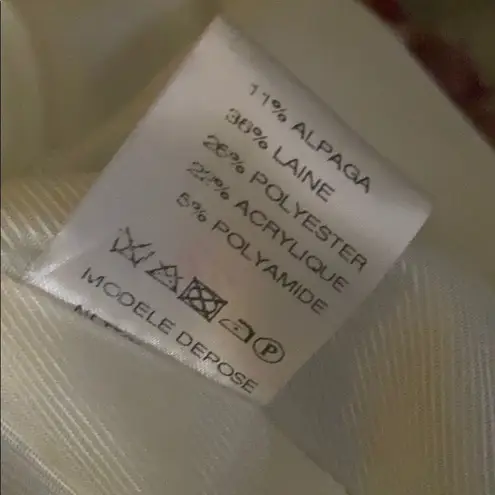 11% ALPAGA
36% LAINE
26% POLYESTER
22% ACRYLIQUE
5% POLYAMIDE
P
MODELE DEPOSE